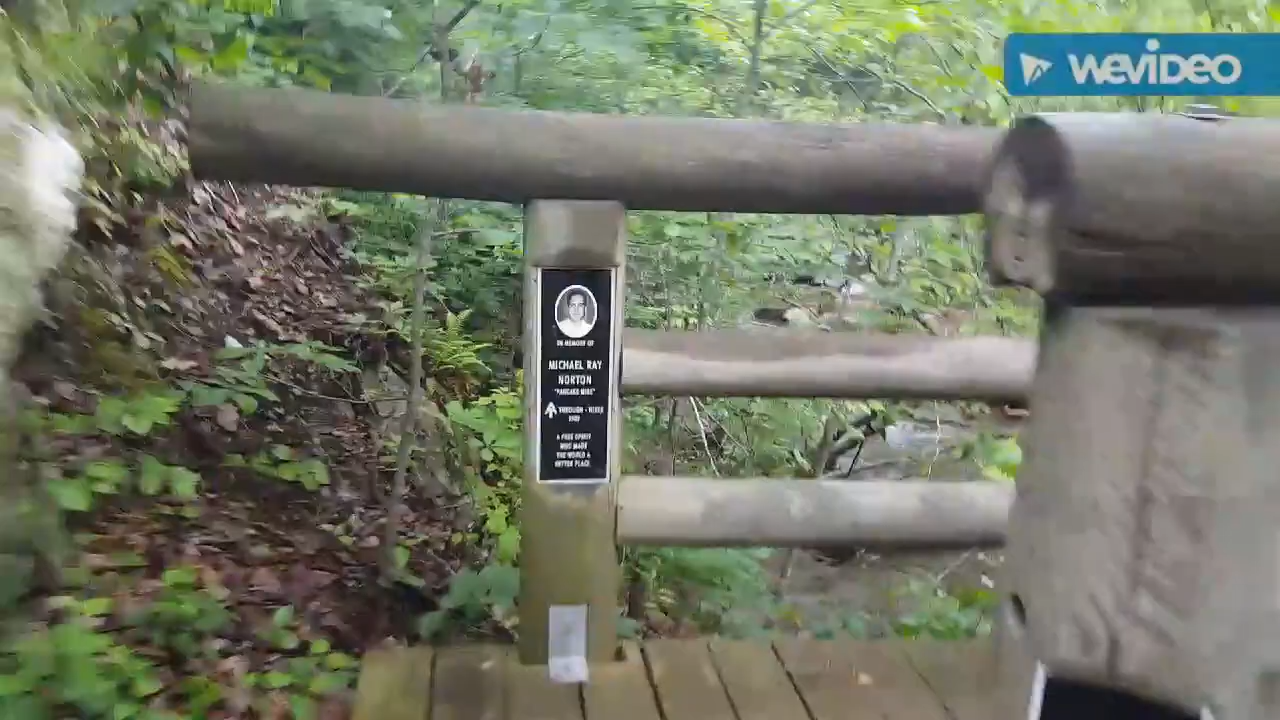 WEVIDEO
IN MEMORY OF
MICHAEL RAY
NORTON
"PANCAKE MIKE"
THROUGH - HIKER
A FREE SPIRIT
WHO MADE
THE WORLD A
BETTER PLACE